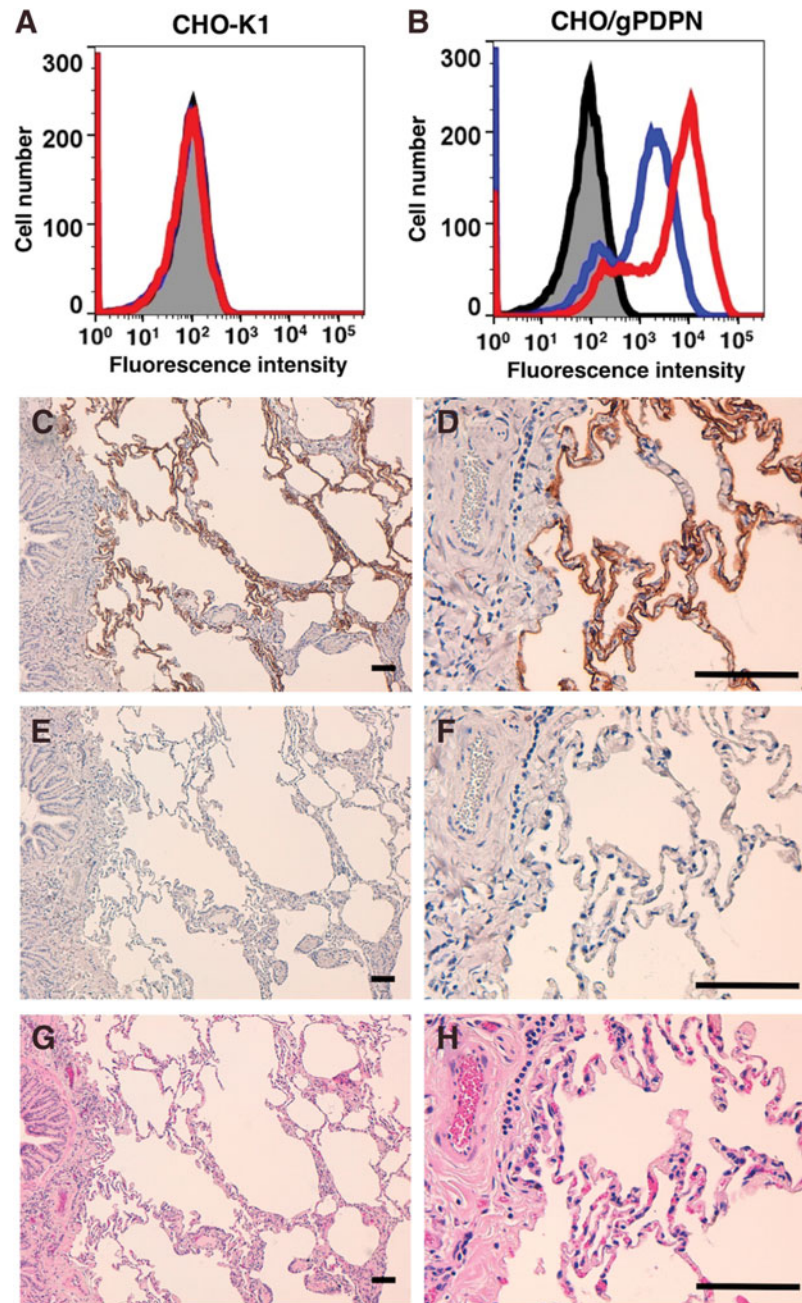 A
CHO-K1
300
200
100
0
Cell number
10⁰ 10¹ 10² 10³ 10⁴ 10⁵
Fluorescence intensity
B
CHO/gPDPN
300
200
100
0
Cell number
10⁰ 10¹ 10² 10³ 10⁴ 10⁵
Fluorescence intensity
C
D
E
F
G
H